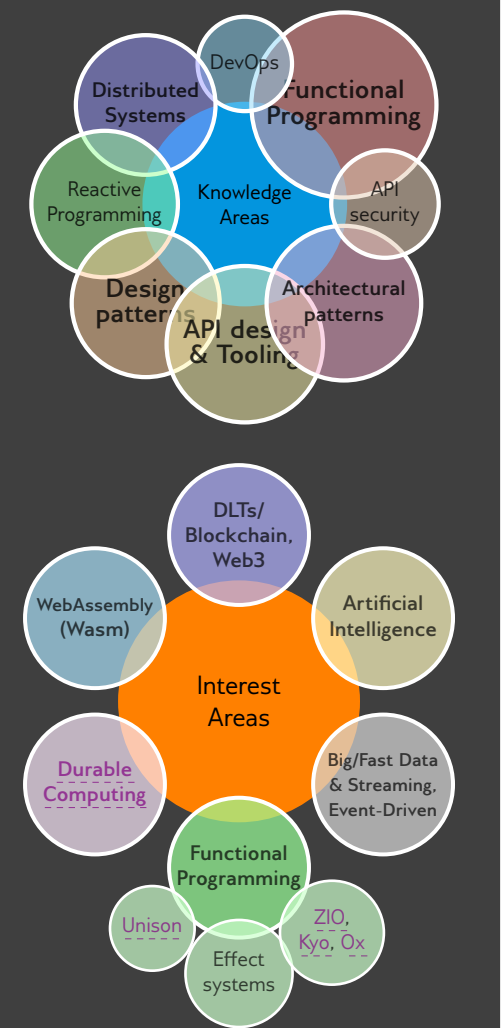 DevOps
Distributed
Systems
Functional
Programming
Reactive
Programming
Knowledge
Areas
API
security
Design
patterns
API design
& Tooling
Architectural
patterns
DLTs/
Blockchain,
Web3
WebAssembly
(Wasm)
Artificial
Intelligence
Interest
Areas
Durable
Computing
Big/Fast Data
& Streaming,
Event-Driven
Functional
Programming
Unison
Effect
systems
ZIO,
Kyo, Ox